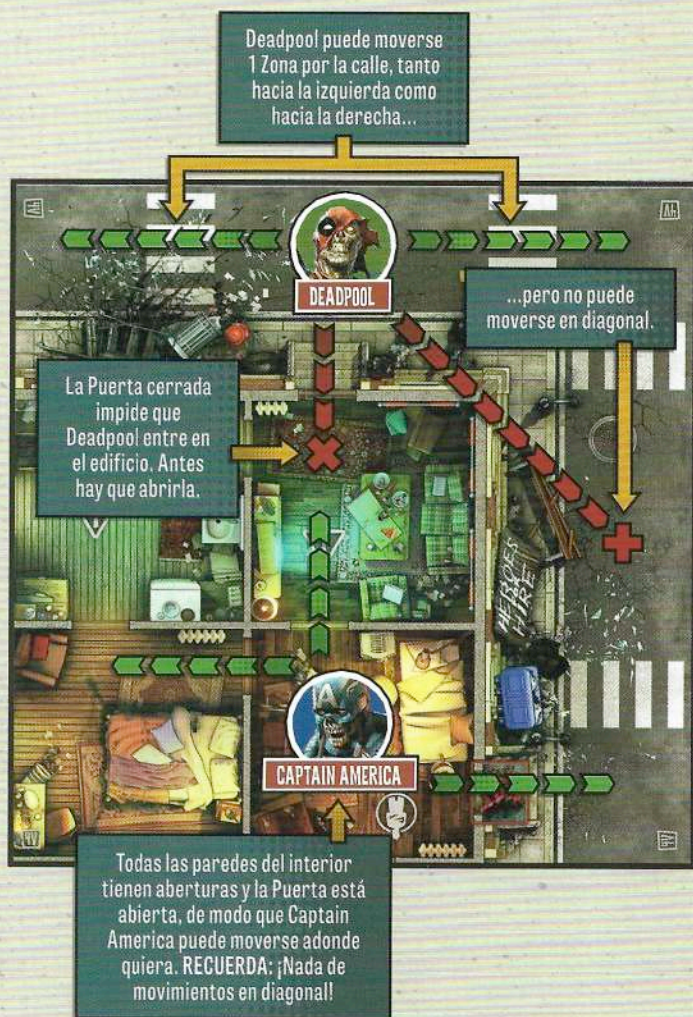 Deadpool puede moverse
1 Zona por la calle, tanto
hacia la izquierda como
hacia la derecha...
DEADPOOL
...pero no puede
moverse en diagonal.
La Puerta cerrada
impide que
Deadpool entre en
el edificio. Antes
hay que abrirla.
HEROES
HIRE
A
CAPTAIN AMERICA
Todas las paredes del interior
tienen aberturas y la Puerta está
abierta, de modo que Captain
America puede moverse adonde
quiera. RECUERDA: ¡Nada de
movimientos en diagonal!